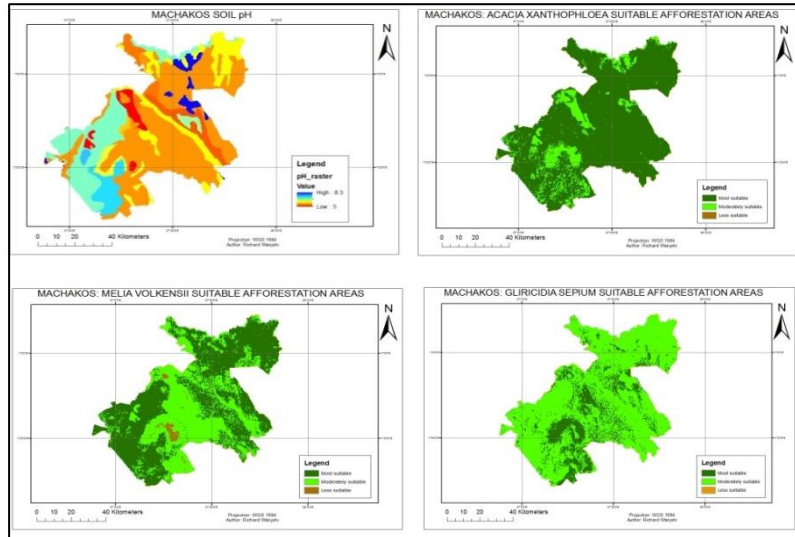 MACHAKOS SOIL pH
N
Legend
pH_raster
Value
High : 8.3
Low : 5
0 10 20 40 Kilometers
Projection: WGS 1984
Author: Richard Wanjohi
MACHAKOS: ACACIA XANTHOPHLOEA SUITABLE AFFORESTATION AREAS
N
Legend
Most suitable
Moderately suitable
Less suitable
0 10 20 40 Kilometers
Projection: WGS 1984
Author: Richard Wanjohi
MACHAKOS: MELIA VOLKENSII SUITABLE AFFORESTATION AREAS
N
Legend
Most suitable
Moderately suitable
Less suitable
0 10 20 40 Kilometers
Projection: WGS 1984
Author: Richard Wanjohi
MACHAKOS: GLIRICIDIA SEPIUM SUITABLE AFFORESTATION AREAS
N
Legend
Most suitable
Moderately suitable
Less suitable
0 10 20 40 Kilometers
Projection: WGS 1984
Author: Richard Wanjohi